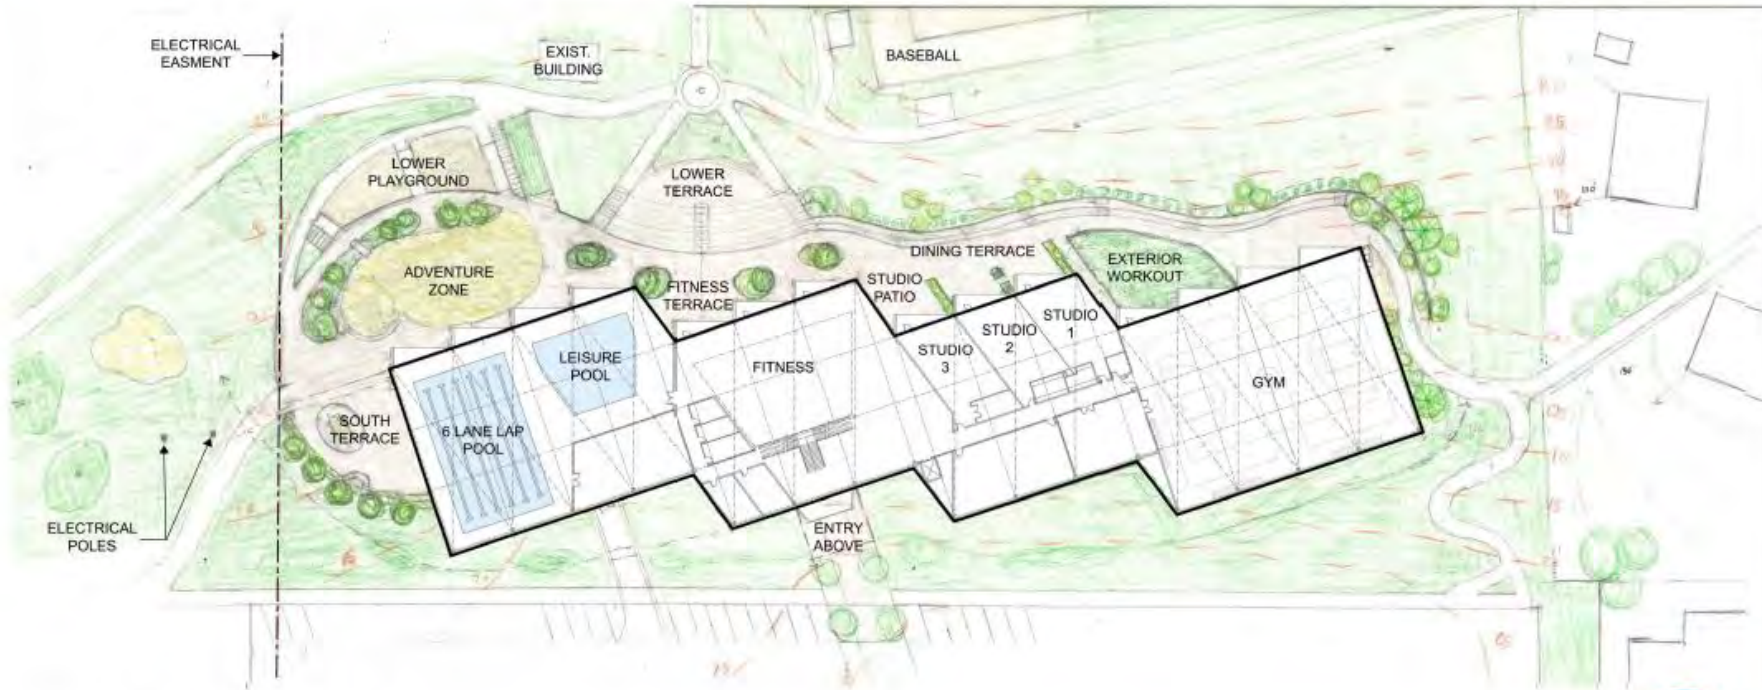 ELECTRICAL
EASMENT
EXIST.
BUILDING
BASEBALL
LOWER
PLAYGROUND
LOWER
TERRACE
ADVENTURE
ZONE
FITNESS
TERRACE
DINING TERRACE
STUDIO
PATIO
EXTERIOR
WORKOUT
LEISURE
POOL
FITNESS
STUDIO
3
STUDIO
2
STUDIO
1
GYM
SOUTH
TERRACE
6 LANE LAP
POOL
ELECTRICAL
POLES
ENTRY
ABOVE